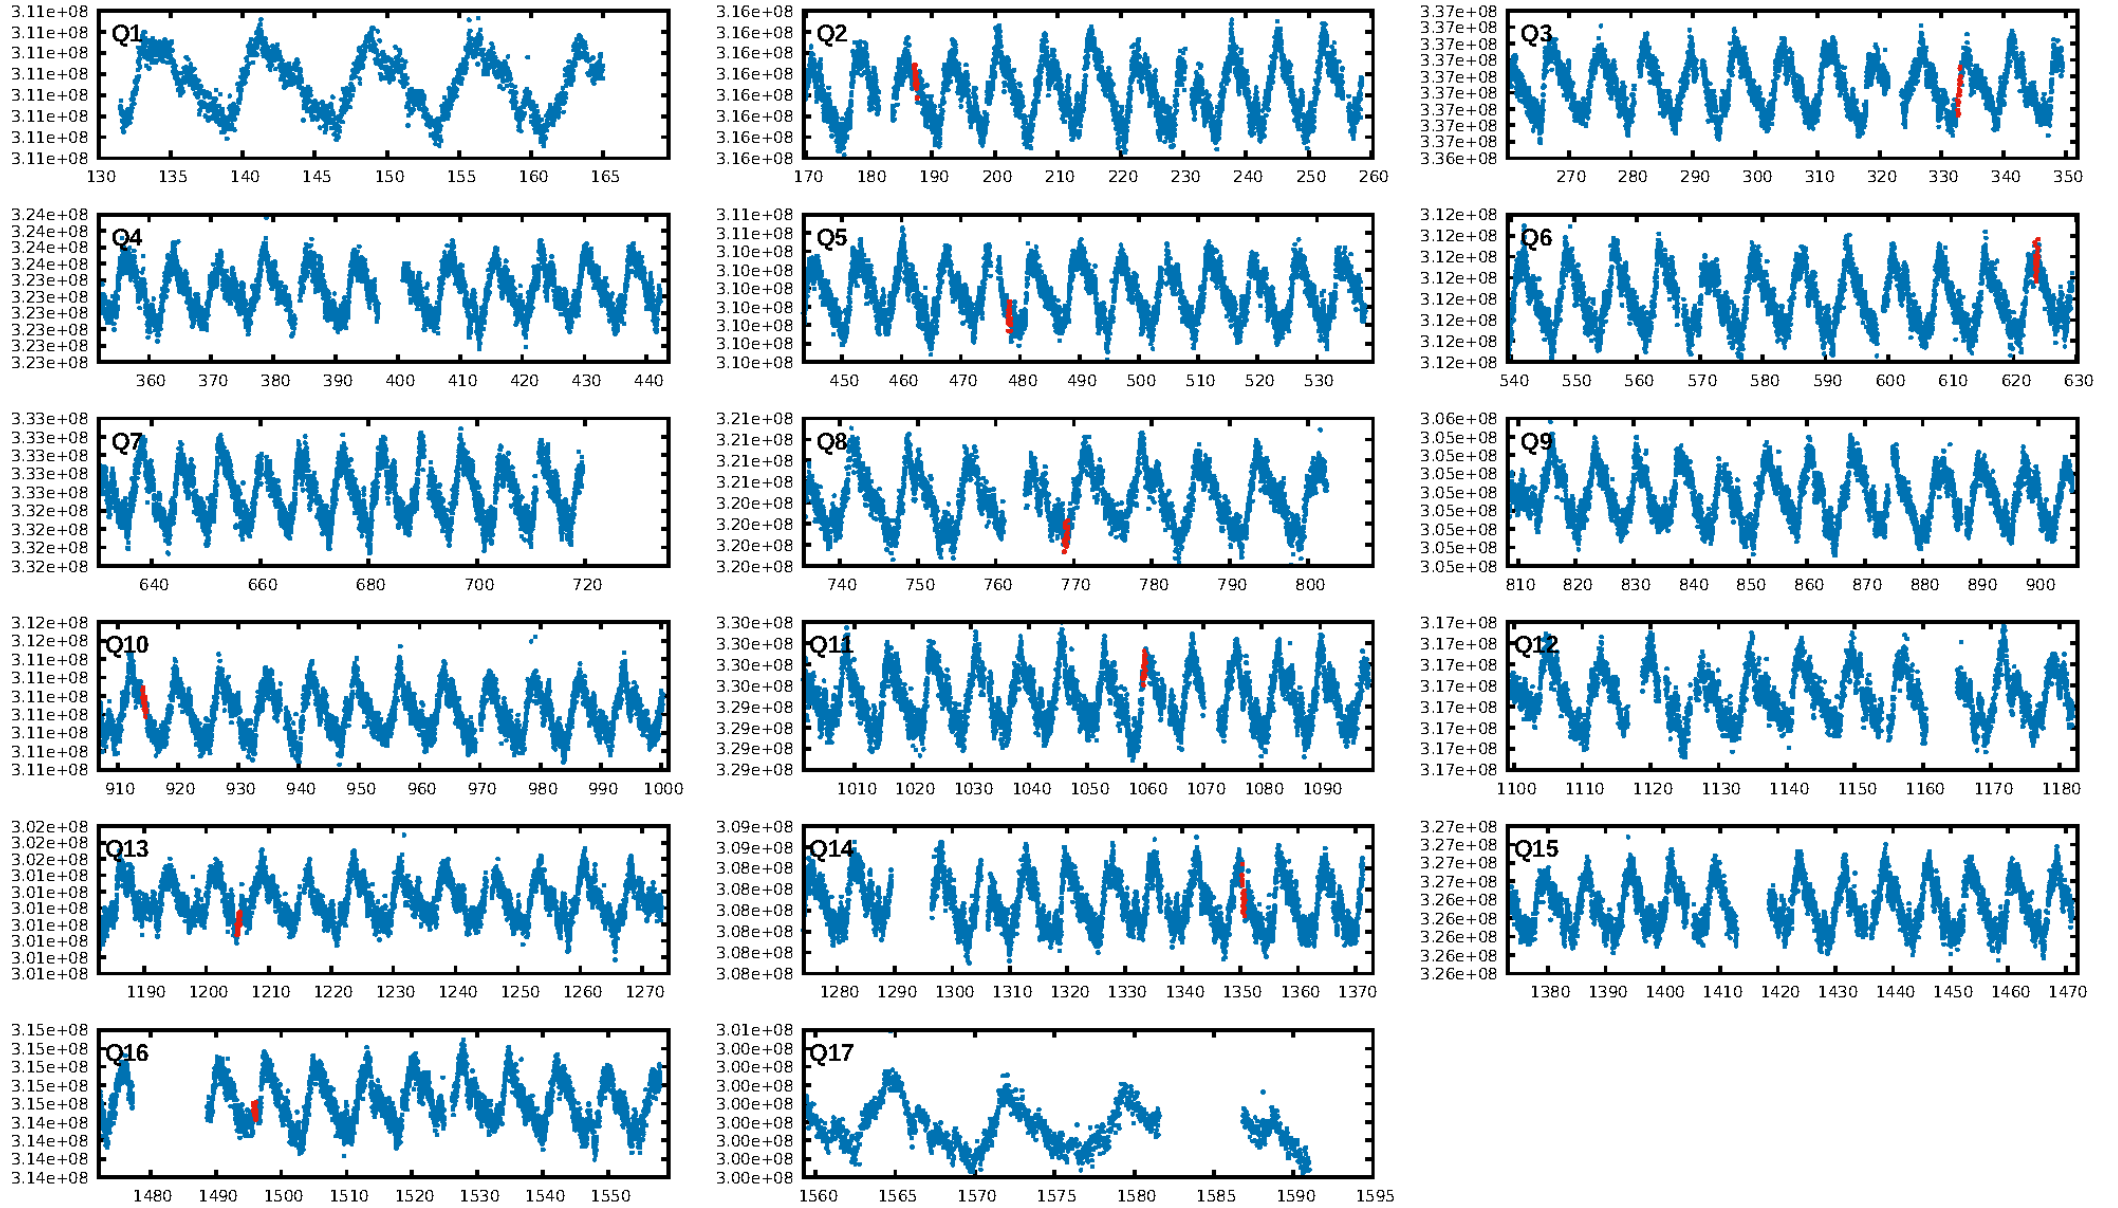 3.11e+08 3.11e+08 3.11e+08 3.11e+08 3.11e+08 3.11e+08 3.11e+08 3.11e+08
Q1
130 135 140 145 150 155 160 165
3.16e+08 3.16e+08 3.16e+08 3.16e+08 3.16e+08 3.16e+08 3.16e+08 3.16e+08
Q2
170 180 190 200 210 220 230 240 250 260
3.37e+08 3.37e+08 3.37e+08 3.37e+08 3.37e+08 3.37e+08 3.37e+08 3.37e+08 3.37e+08 3.36e+08
Q3
270 280 290 300 310 320 330 340 350
3.24e+08 3.24e+08 3.24e+08 3.23e+08 3.23e+08 3.23e+08 3.23e+08 3.23e+08 3.23e+08 3.23e+08
Q4
360 370 380 390 400 410 420 430 440
3.11e+08 3.11e+08 3.10e+08 3.10e+08 3.10e+08 3.10e+08 3.10e+08 3.10e+08 3.10e+08
Q5
450 460 470 480 490 500 510 520 530
3.12e+08 3.12e+08 3.12e+08 3.12e+08 3.12e+08 3.12e+08 3.12e+08 3.12e+08
Q6
540 550 560 570 580 590 600 610 620 630
3.33e+08 3.33e+08 3.33e+08 3.33e+08 3.33e+08 3.32e+08 3.32e+08 3.32e+08
Q7
640 660 680 700 720
3.21e+08 3.21e+08 3.21e+08 3.21e+08 3.20e+08 3.20e+08 3.20e+08 3.20e+08
Q8
740 750 760 770 780 790 800
3.06e+08 3.05e+08 3.05e+08 3.05e+08 3.05e+08 3.05e+08 3.05e+08 3.05e+08 3.05e+08
Q9
810 820 830 840 850 860 870 880 890 900
3.12e+08 3.12e+08 3.11e+08 3.11e+08 3.11e+08 3.11e+08 3.11e+08 3.11e+08 3.11e+08
Q10
910 920 930 940 950 960 970 980 990 1000
3.30e+08 3.30e+08 3.30e+08 3.30e+08 3.29e+08 3.29e+08 3.29e+08 3.29e+08
Q11
1010 1020 1030 1040 1050 1060 1070 1080 1090
3.17e+08 3.17e+08 3.17e+08 3.17e+08 3.17e+08 3.17e+08 3.17e+08 3.17e+08
Q12
1100 1110 1120 1130 1140 1150 1160 1170 1180
3.02e+08 3.02e+08 3.02e+08 3.01e+08 3.01e+08 3.01e+08 3.01e+08 3.01e+08 3.01e+08 3.01e+08
Q13
1190 1200 1210 1220 1230 1240 1250 1260 1270
3.09e+08 3.09e+08 3.08e+08 3.08e+08 3.08e+08 3.08e+08 3.08e+08 3.08e+08
Q14
1280 1290 1300 1310 1320 1330 1340 1350 1360 1370
3.27e+08 3.27e+08 3.27e+08 3.27e+08 3.26e+08 3.26e+08 3.26e+08 3.26e+08 3.26e+08
Q15
1380 1390 1400 1410 1420 1430 1440 1450 1460 1470
3.15e+08 3.15e+08 3.15e+08 3.15e+08 3.15e+08 3.14e+08 3.14e+08 3.14e+08 3.14e+08
Q16
1480 1490 1500 1510 1520 1530 1540 1550
3.01e+08 3.00e+08 3.00e+08 3.00e+08 3.00e+08 3.00e+08 3.00e+08 3.00e+08 3.00e+08
Q17
1560 1565 1570 1575 1580 1585 1590 1595